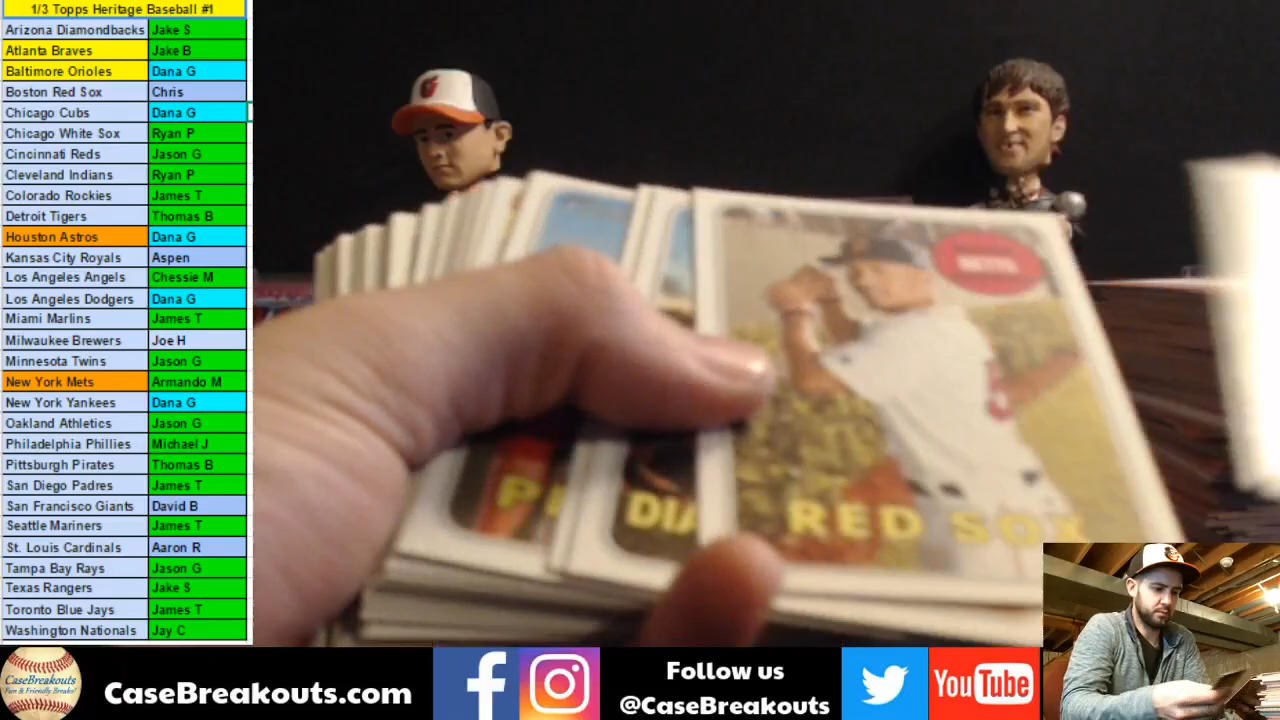 1/3 Topps Heritage Baseball #1
Arizona Diamondbacks Jake S
Atlanta Braves Jake B
Baltimore Orioles Dana G
Boston Red Sox Chris
Chicago Cubs Dana G
Chicago White Sox Ryan P
Cincinnati Reds Jason G
Cleveland Indians Ryan P
Colorado Rockies James T
Detroit Tigers Thomas B
Houston Astros Dana G
Kansas City Royals Aspen
Los Angeles Angels Chessie M
Los Angeles Dodgers Dana G
Miami Marlins James T
Milwaukee Brewers Joe H
Minnesota Twins Jason G
New York Mets Armando M
New York Yankees Dana G
Oakland Athletics Jason G
Philadelphia Phillies Michael J
Pittsburgh Pirates Thomas B
San Diego Padres James T
San Francisco Giants David B
Seattle Mariners James T
St. Louis Cardinals Aaron R
Tampa Bay Rays Jason G
Texas Rangers Jake S
Toronto Blue Jays James T
Washington Nationals Jay C
BETTS
P
DIA
RED SOX
CaseBreakouts
Fun & Friendly Breaks!
CaseBreakouts.com
Follow us
@CaseBreakouts
YouTube